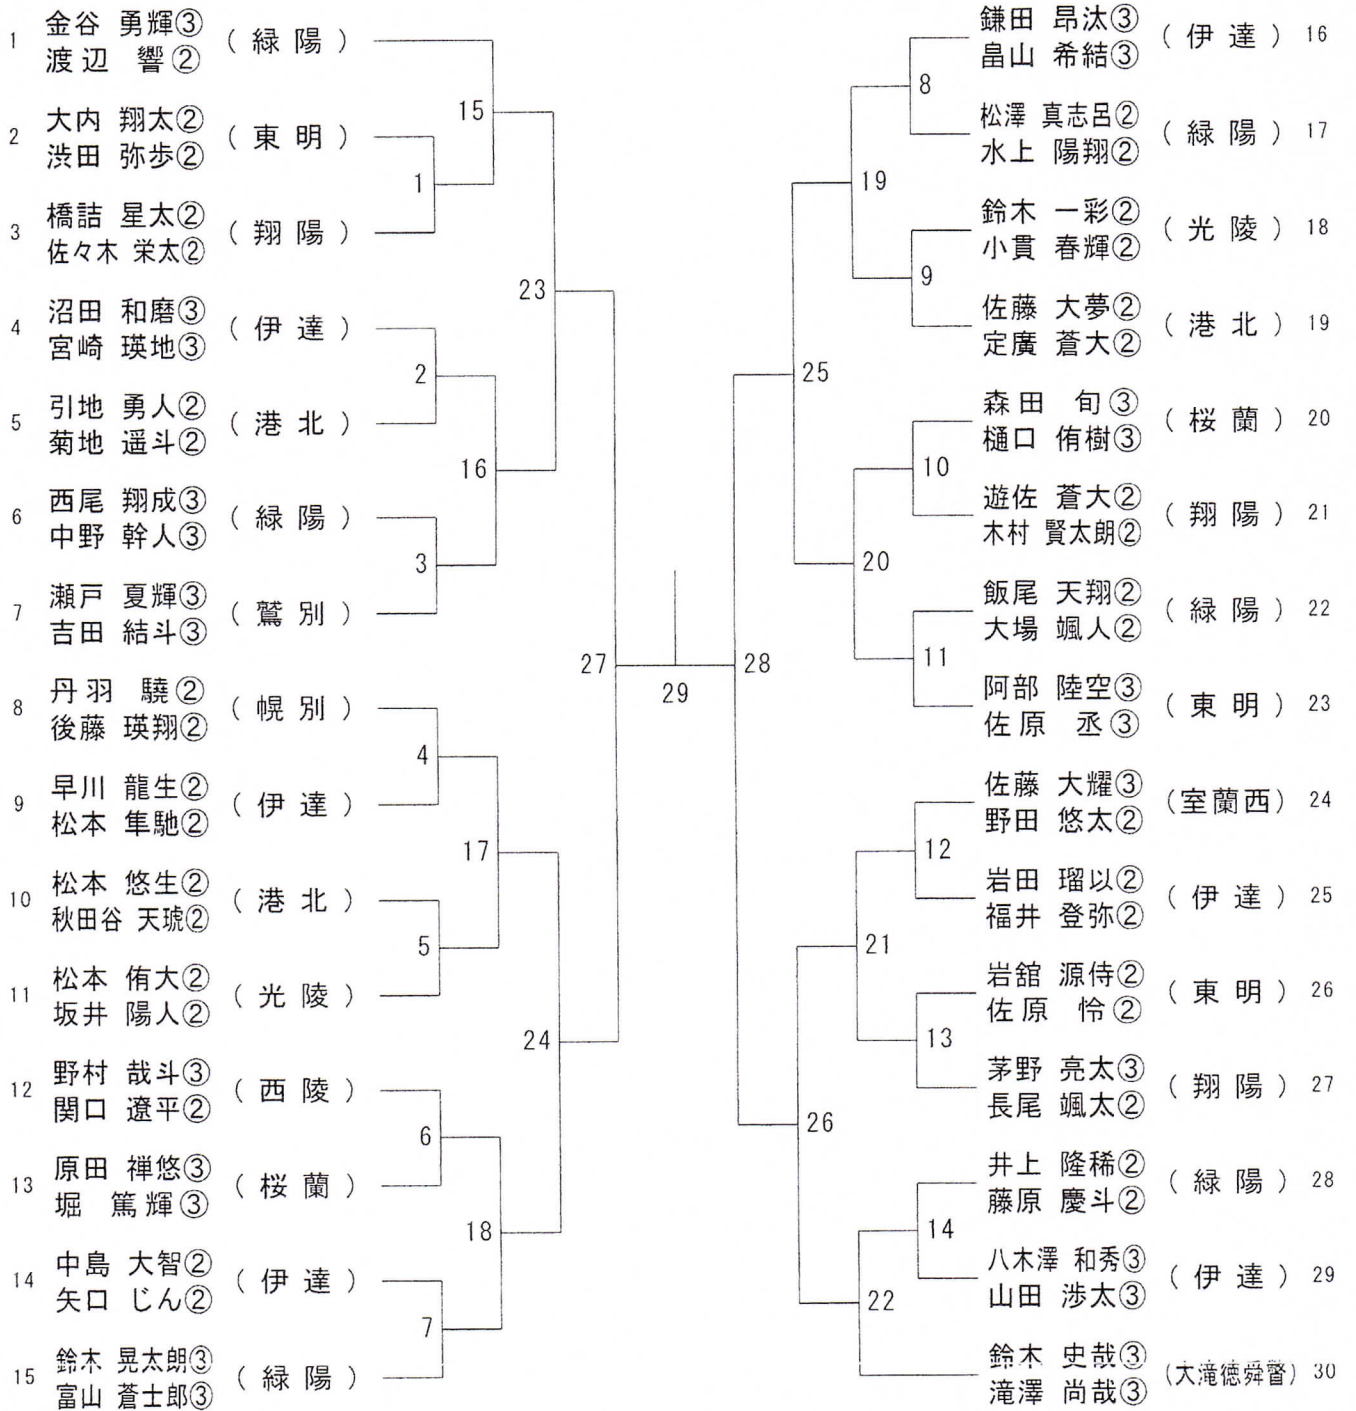 1 金谷 勇輝③ (緑陽)
渡辺 響②
2 大内 翔太② (東明)
渋田 弥歩②
3 橋詰 星太② (翔陽)
佐々木 栄太②
4 沼田 和磨③ (伊達)
宮崎 瑛地③
5 引地 勇人② (港北)
菊地 遥斗②
6 西尾 翔成③ (緑陽)
中野 幹人③
7 瀬戸 夏輝③ (鷲別)
吉田 結斗③
8 丹羽 驍② (幌別)
後藤 瑛翔②
9 早川 龍生② (伊達)
松本 隼馳②
10 松本 悠生② (港北)
秋田谷 天琥②
11 松本 侑大② (光陵)
坂井 陽人②
12 野村 哉斗③ (西陵)
関口 遼平②
13 原田 禅悠③ (桜蘭)
堀 篤輝③
14 中島 大智② (伊達)
矢口 じん②
15 鈴木 晃太朗③ (緑陽)
富山 蒼士郎③
15
1
23
2
16
3
27
4
17
5
24
6
18
7
29
28
8
19
9
25
10
20
11
12
21
13
26
14
22
鎌田 昂汰③ (伊達) 16
畠山 希結③
松澤 真志呂② (緑陽) 17
水上 陽翔②
鈴木 一彩② (光陵) 18
小貫 春輝②
佐藤 大夢② (港北) 19
定廣 蒼大②
森田 旬③ (桜蘭) 20
樋口 侑樹③
遊佐 蒼大② (翔陽) 21
木村 賢太朗②
飯尾 天翔② (緑陽) 22
大場 颯人②
阿部 陸空③ (東明) 23
佐原 丞③
佐藤 大耀③ (室蘭西) 24
野田 悠太②
岩田 瑠以② (伊達) 25
福井 登弥②
岩舘 源侍② (東明) 26
佐原 怜②
茅野 亮太③ (翔陽) 27
長尾 颯太②
井上 隆稀② (緑陽) 28
藤原 慶斗②
八木澤 和秀③ (伊達) 29
山田 渉太③
鈴木 史哉③ (大滝徳舜瞥) 30
滝澤 尚哉③